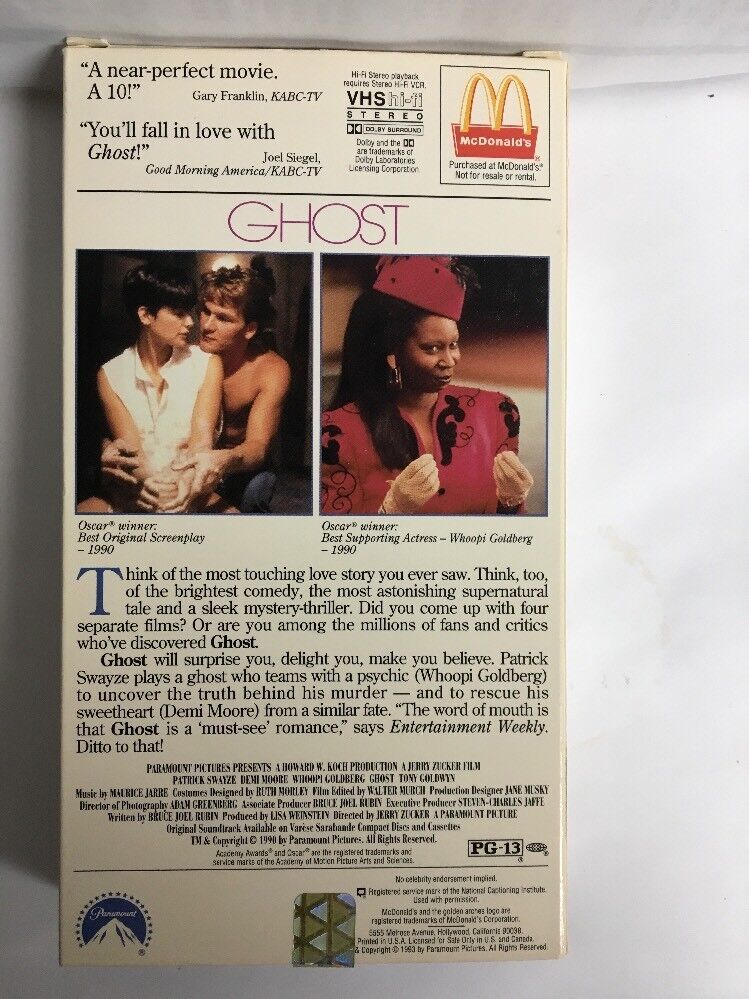 “A near-perfect movie.
A 10!”
Gary Franklin, KABC-TV
“You'll fall in love with
Ghost!”
Joel Siegel,
Good Morning America/KABC-TV
Hi-Fi Stereo playback
requires Stereo Hi-Fi VCR.
VHS hi-fi
STEREO
DOLBY SURROUND
Dolby and the DD
are trademarks of
Dolby Laboratories
Licensing Corporation
McDonald's®
Purchased at McDonald's®
Not for resale or rental.
GHOST
Oscar® winner:
Best Original Screenplay
– 1990
Oscar® winner:
Best Supporting Actress – Whoopi Goldberg
– 1990
Think of the most touching love story you ever saw. Think, too,
of the brightest comedy, the most astonishing supernatural
tale and a sleek mystery-thriller. Did you come up with four
separate films? Or are you among the millions of fans and critics
who've discovered Ghost.
Ghost will surprise you, delight you, make you believe. Patrick
Swayze plays a ghost who teams with a psychic (Whoopi Goldberg)
to uncover the truth behind his murder — and to rescue his
sweetheart (Demi Moore) from a similar fate. “The word of mouth is
that Ghost is a ‘must-see’ romance,” says Entertainment Weekly.
Ditto to that!
PARAMOUNT PICTURES PRESENTS A HOWARD W. KOCH PRODUCTION A JERRY ZUCKER FILM
PATRICK SWAYZE DEMI MOORE WHOOPI GOLDBERG GHOST TONY GOLDWYN
Music by MAURICE JARRE Costumes Designed by RUTH MORLEY Film Edited by WALTER MURCH Production Designer JANE MUSKY
Director of Photography ADAM GREENBERG Associate Producer BRUCE JOEL RUBIN Executive Producer STEVEN-CHARLES JAFFE
Written by BRUCE JOEL RUBIN Produced by LISA WEINSTEIN Directed by JERRY ZUCKER A PARAMOUNT PICTURE
Original Soundtrack Available on Varèse Sarabande Compact Discs and Cassettes
TM & Copyright © 1990 by Paramount Pictures. All Rights Reserved.
Academy Awards® and Oscar® are the registered trademarks and
service marks of the Academy of Motion Picture Arts and Sciences.
PG-13 ®
No celebrity endorsement implied.
Registered service mark of the National Captioning Institute.
Used with permission.
McDonald's and the golden arches logo are
registered trademarks of McDonald's Corporation.
5555 Melrose Avenue, Hollywood, California 90038.
Printed in U.S.A. Licensed for Sale Only in U.S. and Canada.
& Copyright © 1993 by Paramount Pictures. All Rights Reserved.
Paramount ®